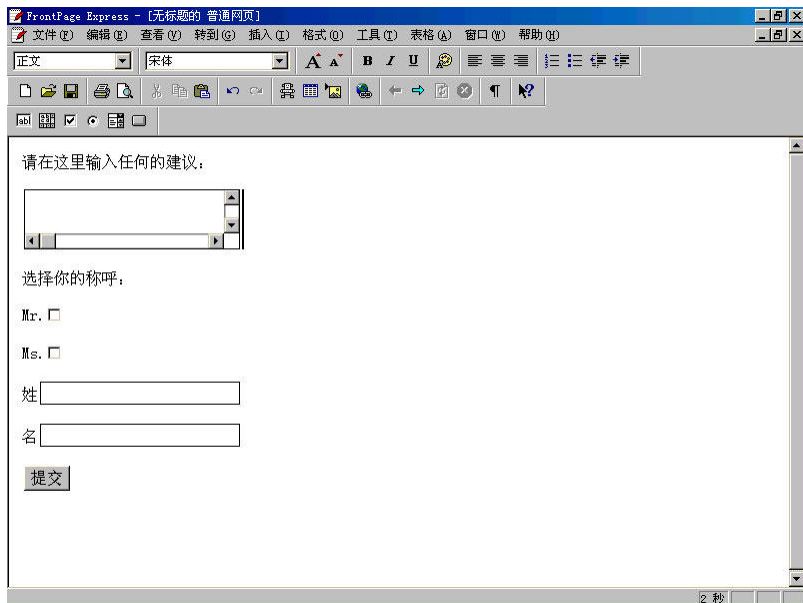 FrontPage Express - [无标题的 普通网页]
文件(F) 编辑(E) 查看(V) 转到(G) 插入(I) 格式(O) 工具(T) 表格(A) 窗口(W) 帮助(H)
正文 宋体 A A B I U
abl
请在这里输入任何的建议：
选择你的称呼：
Mr.
Ms.
姓
名
提交
2 秒